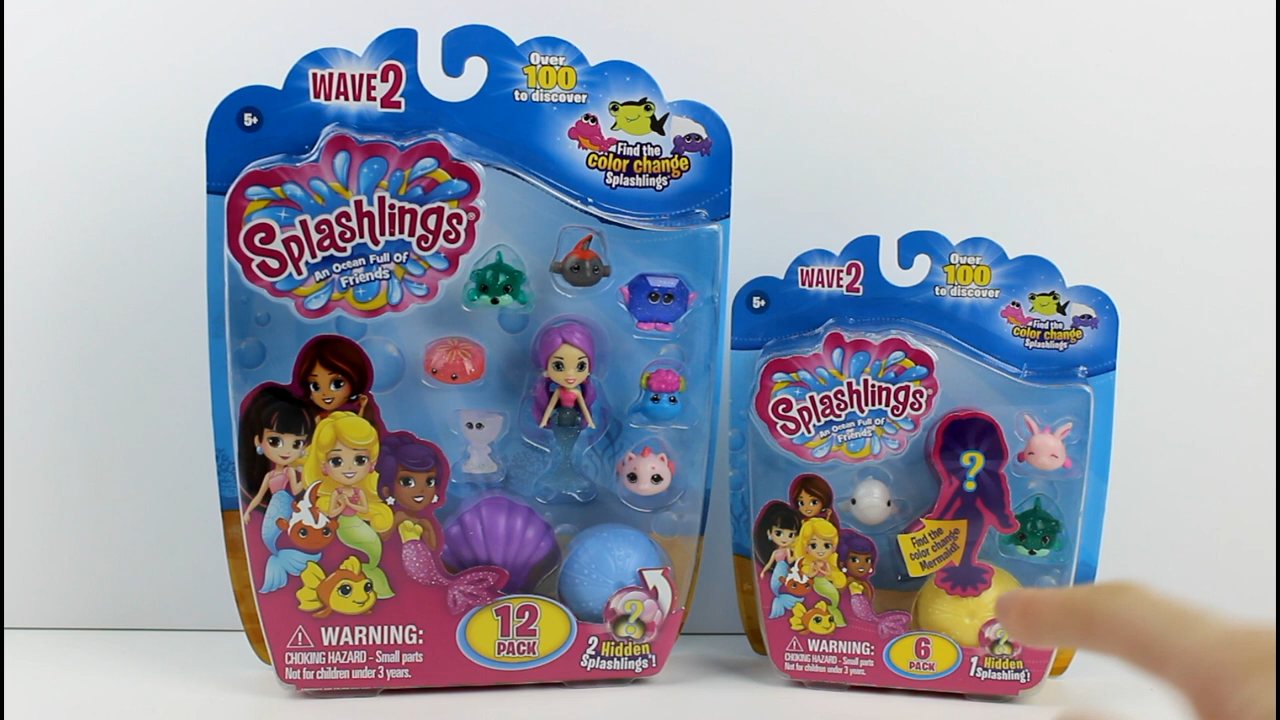 WAVE 2
Over
100
to discover
5+
Find the
color change
Splashlings
Splashlings®
An Ocean Full Of
Friends
WARNING:
CHOKING HAZARD - Small parts
Not for children under 3 years.
12
PACK
?
2 Hidden
Splashlings!
WAVE 2
Over
100
to discover
5+
Find the
color change
Splashlings
Splashlings®
An Ocean Full Of
Friends
?
Find the
color change
Mermaid!
WARNING:
CHOKING HAZARD - Small parts
Not for children under 3 years.
6
PACK
?
1 Hidden
Splashling!